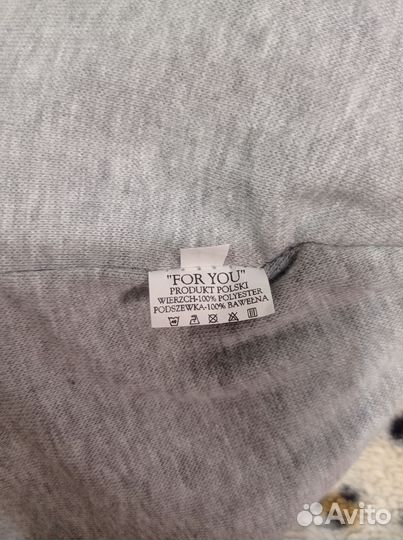 "FOR YOU"
PRODUKT POLSKI
WIERZCH-100% POLYESTER
PODSZEWKA-100% BAWEŁNA
Avito